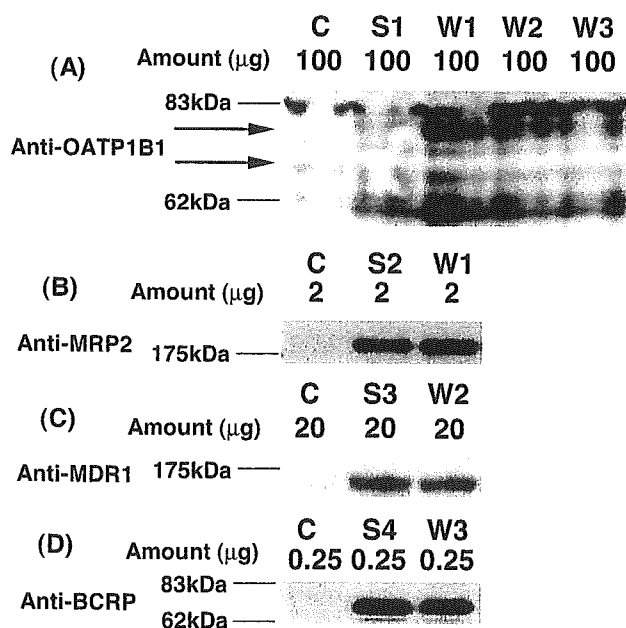 C S1 W1 W2 W3
(A) Amount (μg) 100 100 100 100 100
83kDa
Anti-OATP1B1
62kDa
C S2 W1
(B) Amount (μg) 2 2 2
Anti-MRP2 175kDa
C S3 W2
(C) Amount (μg) 20 20 20
175kDa
Anti-MDR1
C S4 W3
(D) Amount (μg) 0.25 0.25 0.25
83kDa
Anti-BCRP
62kDa